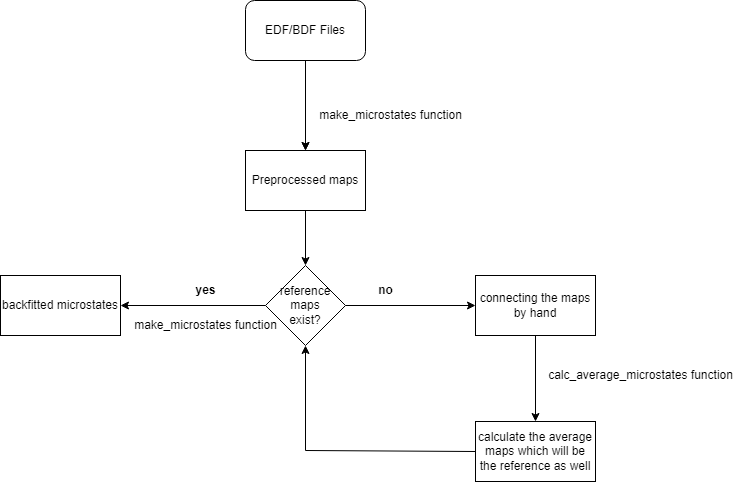 EDF/BDF Files
make_microstates function
Preprocessed maps
reference
maps
exist?
yes
no
backfitted microstates
make_microstates function
connecting the maps
by hand
calc_average_microstates function
calculate the average
maps which will be
the reference as well